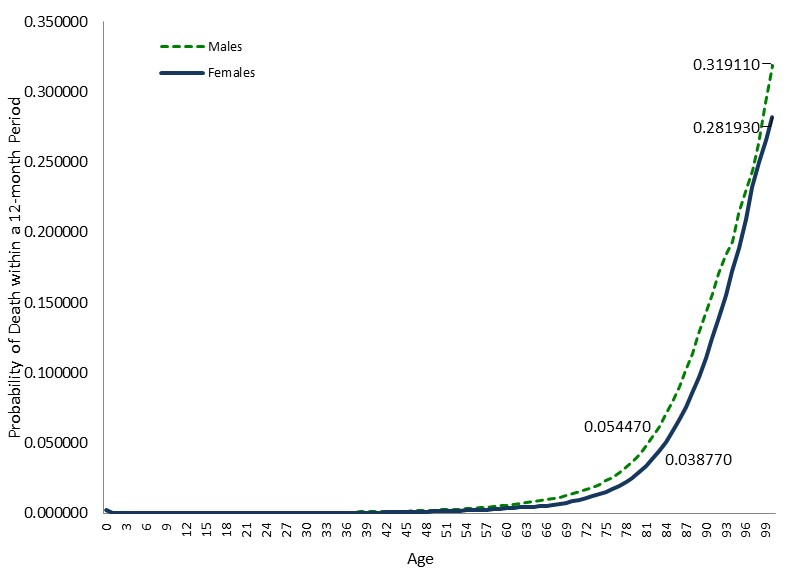 0.350000
0.300000
0.250000
0.200000
0.150000
0.100000
0.050000
0.000000
Probability of Death within a 12-month Period
Males
Females
0.319110
0.281930
0.054470
0.038770
0 3 6 9 12 15 18 21 24 27 30 33 36 39 42 45 48 51 54 57 60 63 66 69 72 75 78 81 84 87 90 93 96 99
Age